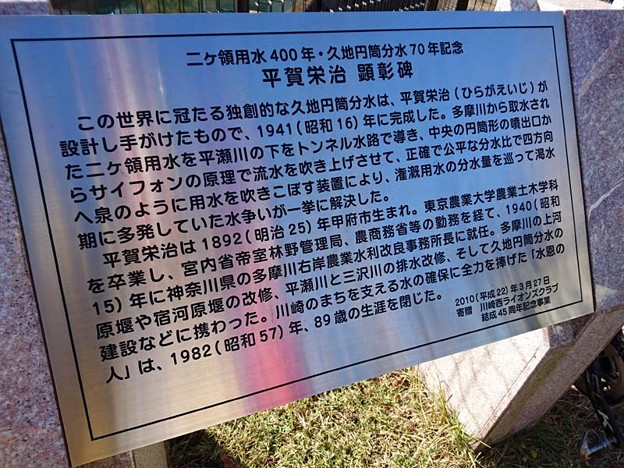 二ケ領用水400年・久地円筒分水70年記念
平賀栄治 顕彰碑
この世界に冠たる独創的な久地円筒分水は、平賀栄治(ひらがえいじ)が
設計し手がけたもので、1941(昭和16)年に完成した。多摩川から取水され
た二ケ領用水を平瀬川の下をトンネル水路で導き、中央の円筒形の噴出口か
らサイフォンの原理で流水を吹き上げさせて、正確で公平な分水比で四方向
へ泉のように用水を吹きこぼす装置により、潅漑用水の分水量を巡って渇水
期に多発していた水争いが一挙に解決した。
平賀栄治は1892(明治25)年甲府市生まれ。東京農業大学農業土木学科
を卒業し、宮内省帝室林野管理局、農商務省等の勤務を経て、1940(昭和
15)年に神奈川県の多摩川右岸農業水利改良事務所長に就任。多摩川の上河
原堰や宿河原堰の改修、平瀬川と三沢川の排水改修、そして久地円筒分水の
建設などに携わった。川崎のまちを支える水の確保に全力を捧げた「水恩の
人」は、1982(昭和57)年、89歳の生涯を閉じた。
2010(平成22)年3月27日
寄贈 川崎西ライオンズクラブ
結成45周年記念事業